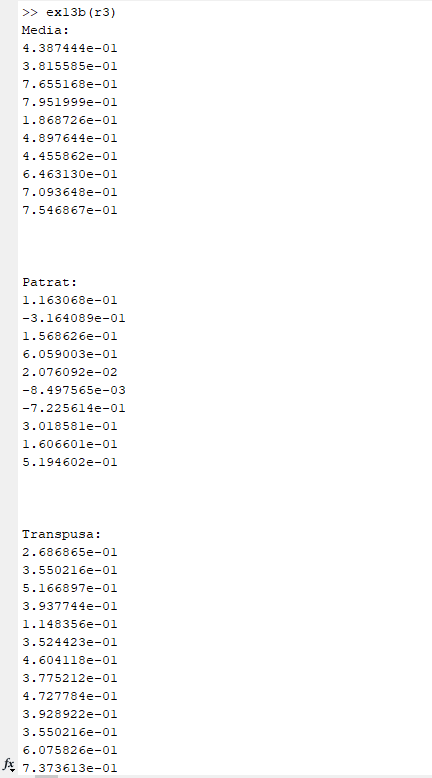 >> ex13b(r3)
Media:
4.387444e-01
3.815585e-01
7.655168e-01
7.951999e-01
1.868726e-01
4.897644e-01
4.455862e-01
6.463130e-01
7.093648e-01
7.546867e-01
Patrat:
1.163068e-01
-3.164089e-01
1.568626e-01
6.059003e-01
2.076092e-02
-8.497565e-03
-7.225614e-01
3.018581e-01
1.606601e-01
5.194602e-01
Transpusa:
2.686865e-01
3.550216e-01
5.166897e-01
3.937744e-01
1.148356e-01
3.524423e-01
4.604118e-01
3.775212e-01
4.727784e-01
3.928922e-01
3.550216e-01
6.075826e-01
fx 7.373613e-01